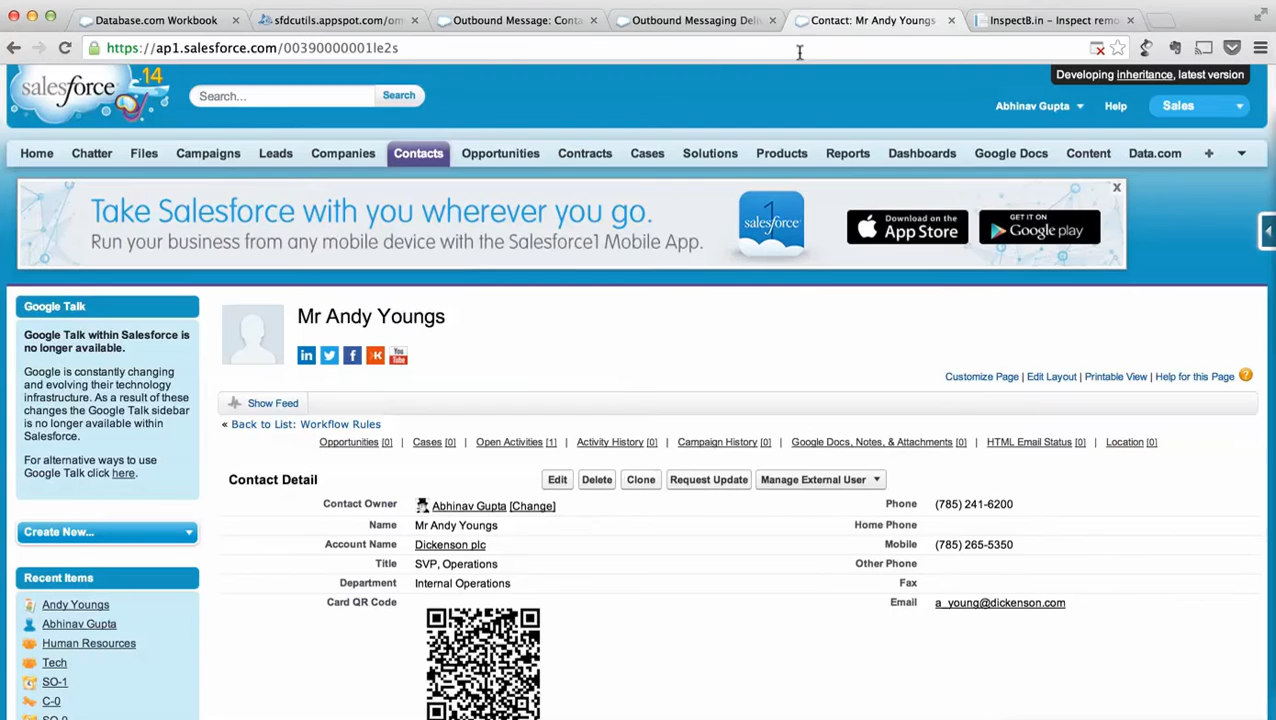 Database.com Workbook
sfdcutils.appspot.com/om
Outbound Message: Conta
Outbound Messaging Deliv
Contact: Mr Andy Youngs
InspectB.in – Inspect remo
https://ap1.salesforce.com/00390000001le2s
salesforce 14
Search...
Search
Developing inheritance, latest version
Abhinav Gupta
Help
Sales
Home
Chatter
Files
Campaigns
Leads
Companies
Contacts
Opportunities
Contracts
Cases
Solutions
Products
Reports
Dashboards
Google Docs
Content
Data.com
+
Take Salesforce with you wherever you go.
Run your business from any mobile device with the Salesforce1 Mobile App.
salesforce
1
Download on the
App Store
GET IT ON
Google play
x
Google Talk
Google Talk within Salesforce is
no longer available.
Google is constantly changing
and evolving their technology
infrastructure. As a result of these
changes the Google Talk sidebar
is no longer available within
Salesforce.
For alternative ways to use
Google Talk click here.
Create New...
Recent Items
Andy Youngs
Abhinav Gupta
Human Resources
Tech
SO-1
C-0
SO-0
Mr Andy Youngs
in
f
You
Tube
Customize Page | Edit Layout | Printable View | Help for this Page ?
Show Feed
« Back to List: Workflow Rules
Opportunities [0] | Cases [0] | Open Activities [1] | Activity History [0] | Campaign History [0] | Google Docs, Notes, & Attachments [0] | HTML Email Status [0] | Location [0]
Contact Detail
Edit
Delete
Clone
Request Update
Manage External User
Contact Owner Abhinav Gupta [Change]
Phone (785) 241-6200
Name Mr Andy Youngs
Home Phone
Account Name Dickenson plc
Mobile (785) 265-5350
Title SVP, Operations
Other Phone
Department Internal Operations
Fax
Card QR Code
Email a_young@dickenson.com